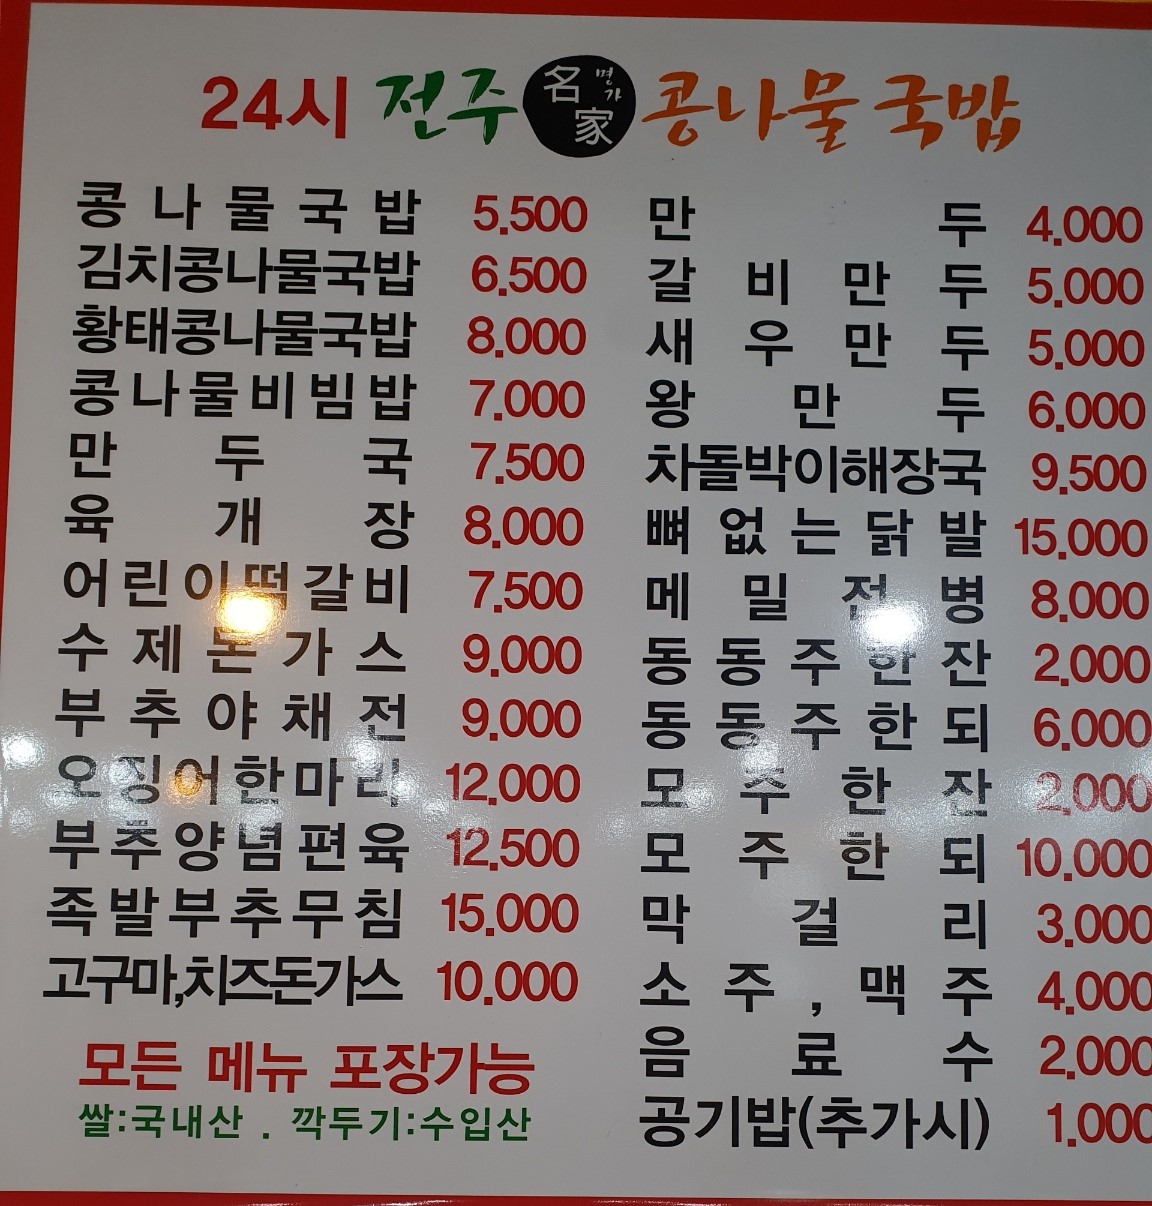 24시 전주 名家 명가 콩나물국밥
콩나물국밥 5.500
김치콩나물국밥 6.500
황태콩나물국밥 8.000
콩나물비빔밥 7.000
만두국 7.500
육개장 8.000
어린이떡갈비 7.500
수제돈가스 9.000
부추야채전 9.000
오징어한마리 12.000
부추양념편육 12.500
족발부추무침 15.000
고구마,치즈돈가스 10.000
모든 메뉴 포장가능
쌀:국내산 . 깍두기:수입산
만두 4.000
갈비만두 5.000
새우만두 5.000
왕만두 6.000
차돌박이해장국 9.500
뼈없는닭발 15.000
메밀전병 8.000
동동주한잔 2.000
동동주한되 6.000
모주한잔 2.000
모주한되 10.000
막걸리 3.000
소주,맥주 4.000
음료수 2.000
공기밥(추가시) 1.000